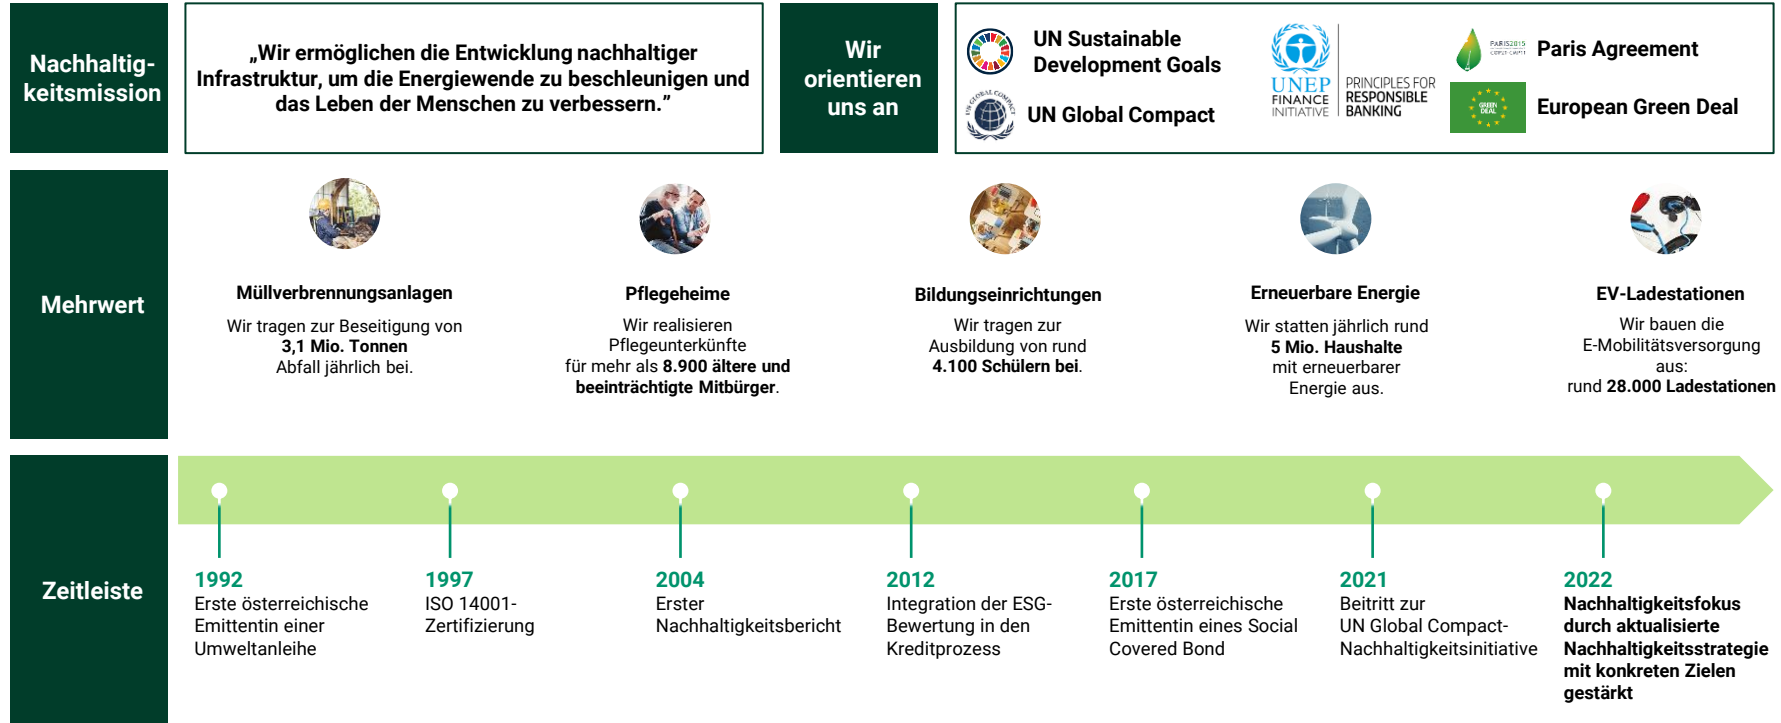 Nachhaltig-
keitsmission
„Wir ermöglichen die Entwicklung nachhaltiger
Infrastruktur, um die Energiewende zu beschleunigen und
das Leben der Menschen zu verbessern.”
Wir
orientieren
uns an
UN Sustainable
Development Goals
UN GLOBAL COMPACT
UN Global Compact
UNEP
FINANCE
INITIATIVE
PRINCIPLES FOR
RESPONSIBLE
BANKING
PARIS2015
Paris Agreement
GREEN
DEAL
European Green Deal
Mehrwert
Müllverbrennungsanlagen
Wir tragen zur Beseitigung von
3,1 Mio. Tonnen
Abfall jährlich bei.
Pflegeheime
Wir realisieren
Pflegeunterkünfte
für mehr als 8.900 ältere und
beeinträchtigte Mitbürger.
Bildungseinrichtungen
Wir tragen zur
Ausbildung von rund
4.100 Schülern bei.
Erneuerbare Energie
Wir statten jährlich rund
5 Mio. Haushalte
mit erneuerbarer
Energie aus.
EV-Ladestationen
Wir bauen die
E-Mobilitätsversorgung
aus:
rund 28.000 Ladestationen
Zeitleiste
1992
Erste österreichische
Emittentin einer
Umweltanleihe
1997
ISO 14001-
Zertifizierung
2004
Erster
Nachhaltigkeitsbericht
2012
Integration der ESG-
Bewertung in den
Kreditprozess
2017
Erste österreichische
Emittentin eines Social
Covered Bond
2021
Beitritt zur
UN Global Compact-
Nachhaltigkeitsinitiative
2022
Nachhaltigkeitsfokus
durch aktualisierte
Nachhaltigkeitsstrategie
mit konkreten Zielen
gestärkt